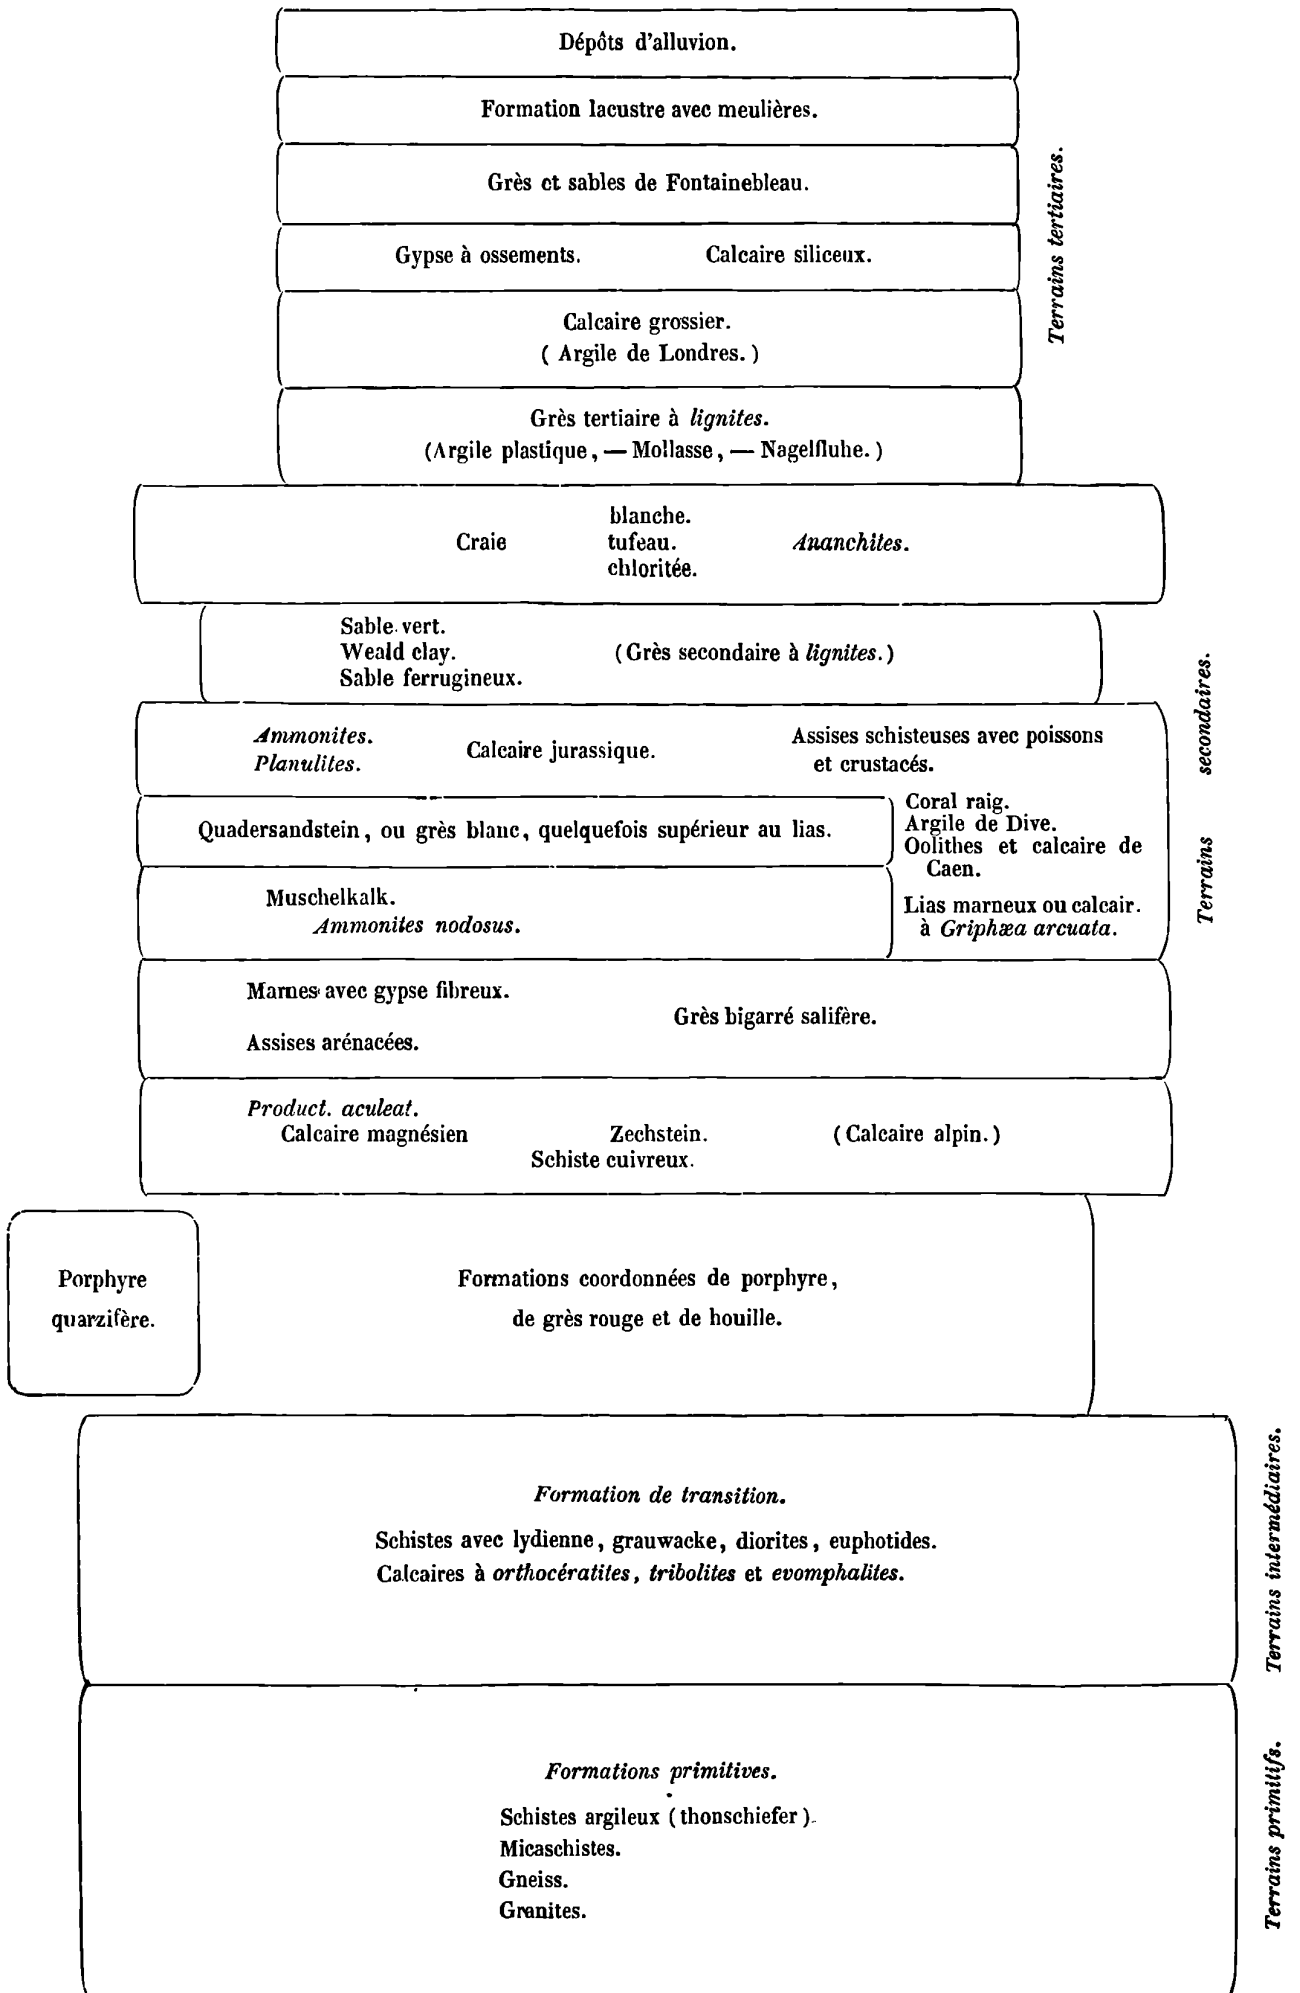 Dépôts d'alluvion.
Formation lacustre avec meulières.
Grès et sables de Fontainebleau.
Gypse à ossements. Calcaire siliceux.
Calcaire grossier.
( Argile de Londres. )
Grès tertiaire à lignites.
(Argile plastique, — Mollasse, — Nagelfluhe.)
Terrains tertiaires.
blanche.
Craie tufeau. Ananchites.
chloritée.
Sable vert.
Weald clay. (Grès secondaire à lignites.)
Sable ferrugineux.
Ammonites.
Planulites.
Calcaire jurassique.
Assises schisteuses avec poissons
et crustacés.
Quadersandstein, ou grès blanc, quelquefois supérieur au lias.
Coral raig.
Argile de Dive.
Oolithes et calcaire de
Caen.
Muschelkalk.
Ammonites nodosus.
Lias marneux ou calcair.
à Griphæa arcuata.
Marnes avec gypse fibreux.
Grès bigarré salifère.
Assises arénacées.
Product. aculeat.
Calcaire magnésien Zechstein. (Calcaire alpin.)
Schiste cuivreux.
Terrains secondaires.
Porphyre
quarzifère.
Formations coordonnées de porphyre,
de grès rouge et de houille.
Formation de transition.
Schistes avec lydienne, grauwacke, diorites, euphotides.
Calcaires à orthocératites, tribolites et evomphalites.
Terrains intermédiaires.
Formations primitives.
Schistes argileux (thonschiefer).
Micaschistes.
Gneiss.
Granites.
Terrains primitifs.